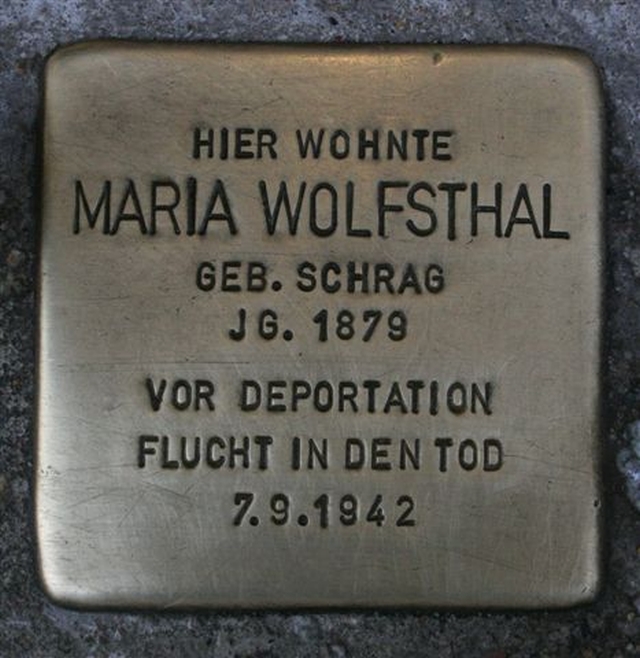 HIER WOHNTE
MARIA WOLFSTHAL
GEB. SCHRAG
JG. 1879
VOR DEPORTATION
FLUCHT IN DEN TOD
7.9.1942